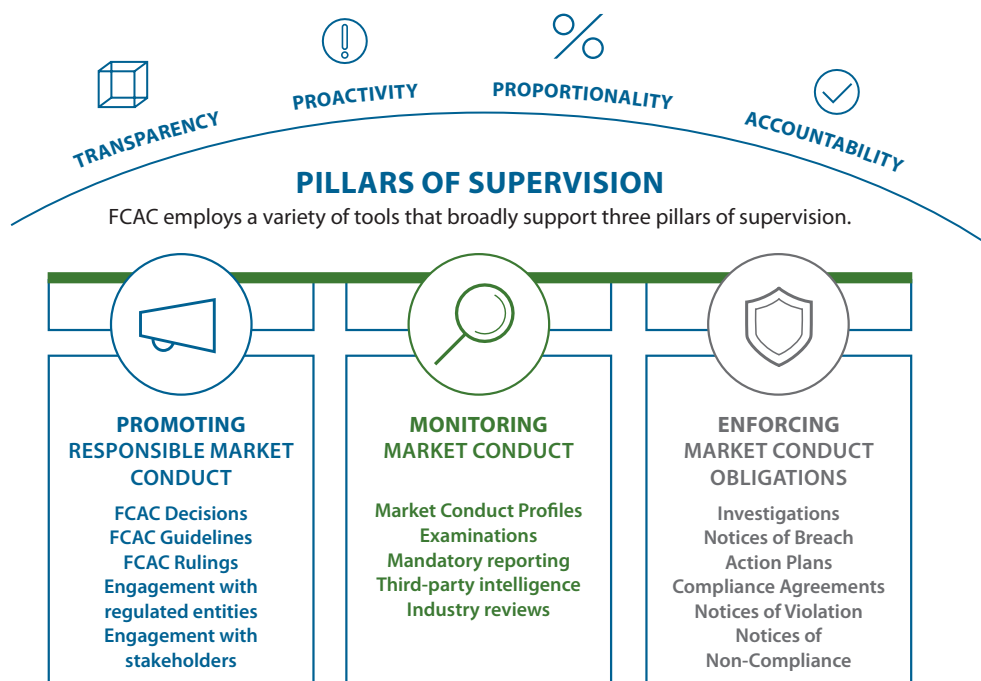 TRANSPARENCY
PROACTIVITY
PROPORTIONALITY
ACCOUNTABILITY
PILLARS OF SUPERVISION
FCAC employs a variety of tools that broadly support three pillars of supervision.
PROMOTING
RESPONSIBLE MARKET
CONDUCT
FCAC Decisions
FCAC Guidelines
FCAC Rulings
Engagement with
regulated entities
Engagement with
stakeholders
MONITORING
MARKET CONDUCT
Market Conduct Profiles
Examinations
Mandatory reporting
Third-party intelligence
Industry reviews
ENFORCING
MARKET CONDUCT
OBLIGATIONS
Investigations
Notices of Breach
Action Plans
Compliance Agreements
Notices of Violation
Notices of
Non-Compliance